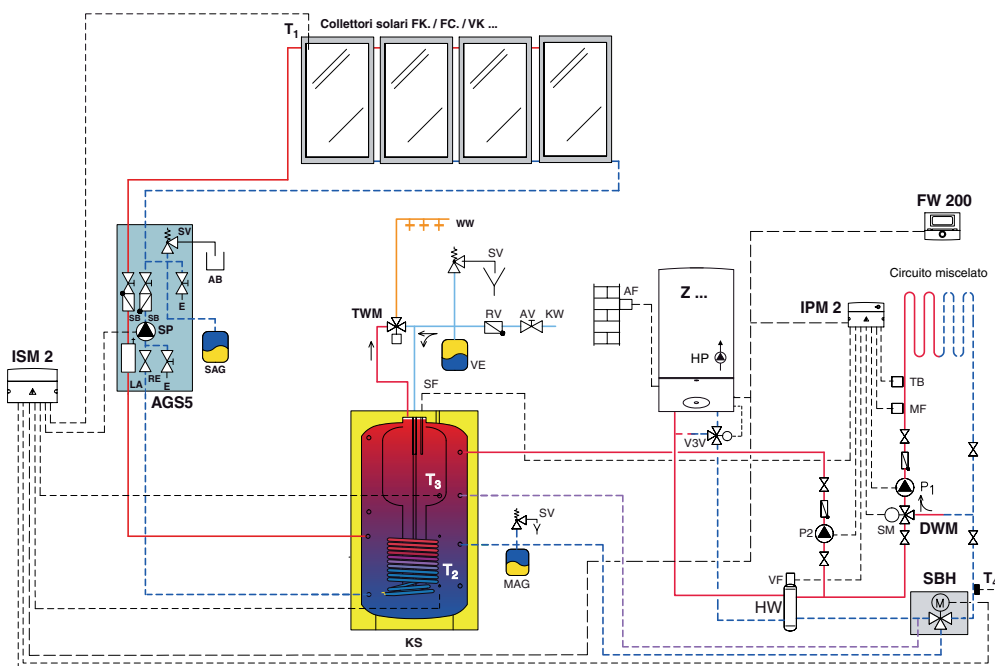 Collettori solari FK. / FC. / VK ...
T1
FW 200
SV
WW
AB
SV
Circuito miscelato
Z ...
AF
IPM 2
E
TWM
RV
AV
KW
SB
SB
SP
HP
ISM 2
SAG
VE
TB
LA
RE
E
SF
MF
AGS5
V3V
T3
P1
SV
SM
DWM
P2
MAG
T2
VF
SBH
T4
HW
M
KS